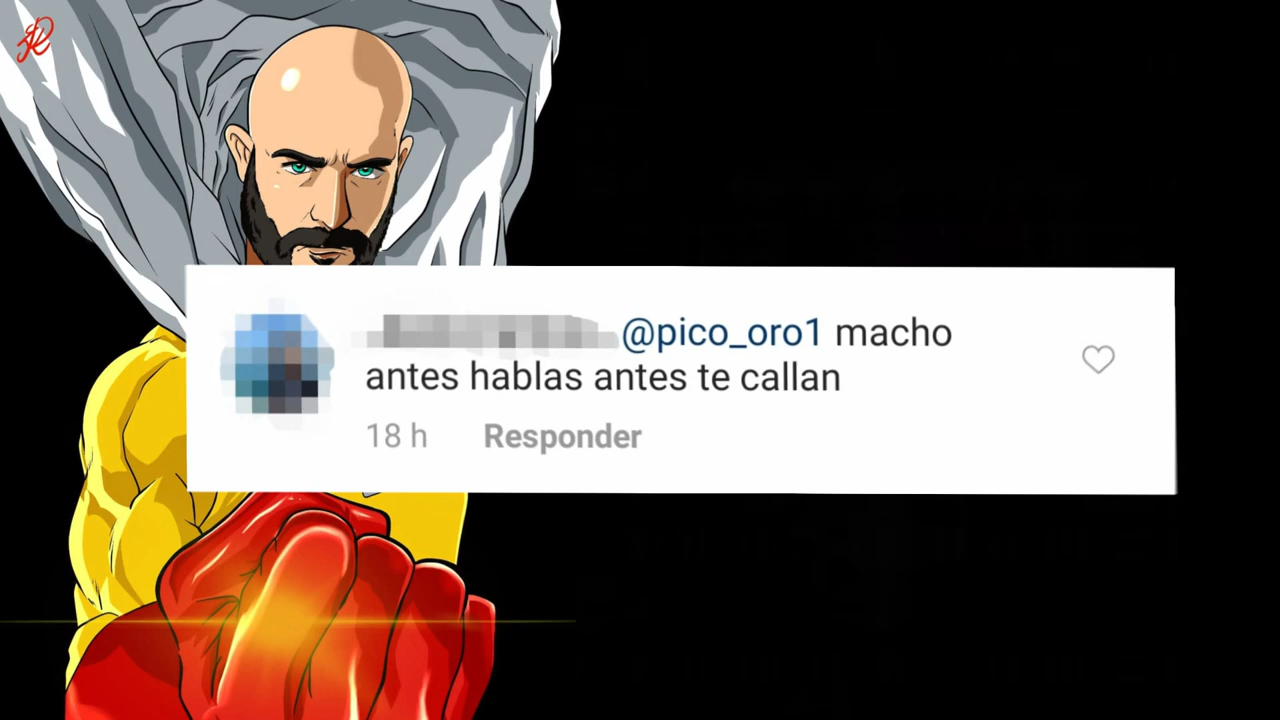 @pico_oro1 macho
antes hablas antes te callan
18 h Responder